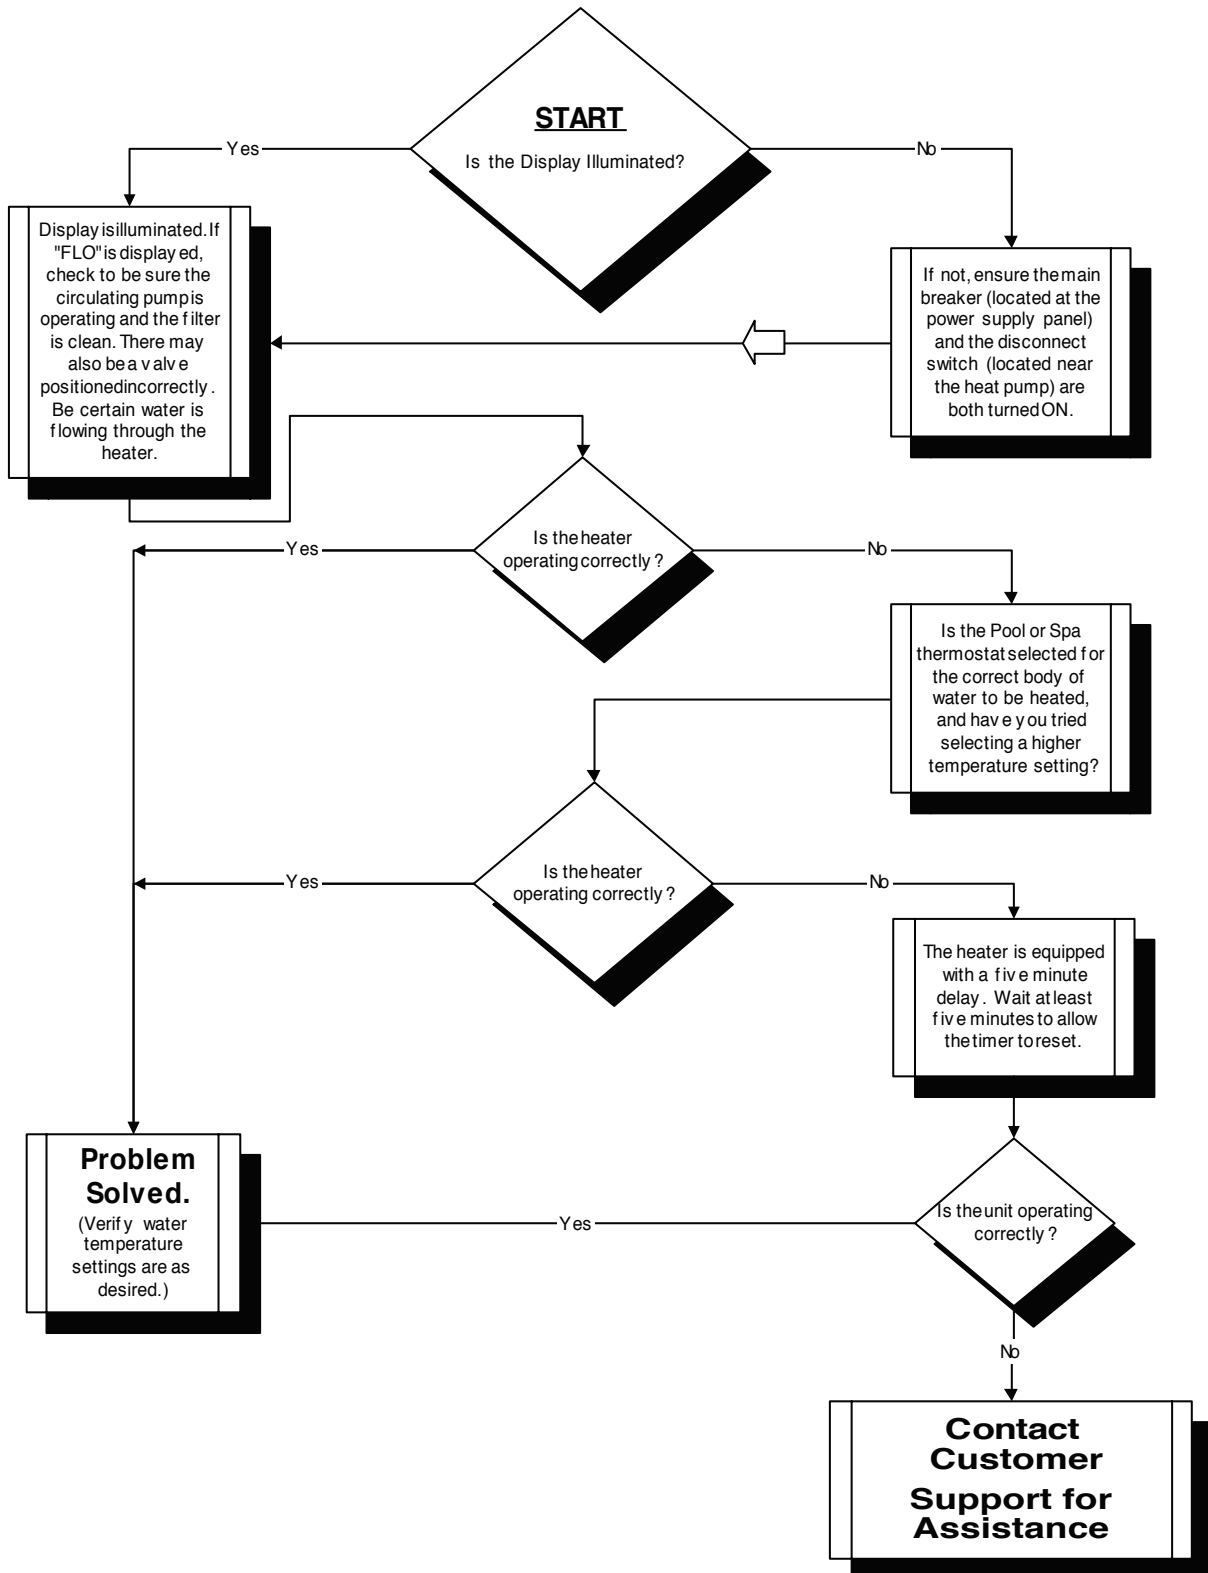 START
Is the Display Illuminated?
Yes
No
Display is illuminated. If
"FLO" is displayed,
check to be sure the
circulating pump is
operating and the filter
is clean. There may
also be a valve
positioned incorrectly.
Be certain water is
flowing through the
heater.
If not, ensure the main
breaker (located at the
power supply panel)
and the disconnect
switch (located near
the heat pump) are
both turned ON.
Is the heater
operating correctly?
Yes
No
Is the Pool or Spa
thermostat selected for
the correct body of
water to be heated,
and have you tried
selecting a higher
temperature setting?
Is the heater
operating correctly?
Yes
No
The heater is equipped
with a five minute
delay. Wait at least
five minutes to allow
the timer to reset.
Problem
Solved.
(Verify water
temperature
settings are as
desired.)
Yes
Is the unit operating
correctly?
No
Contact
Customer
Support for
Assistance